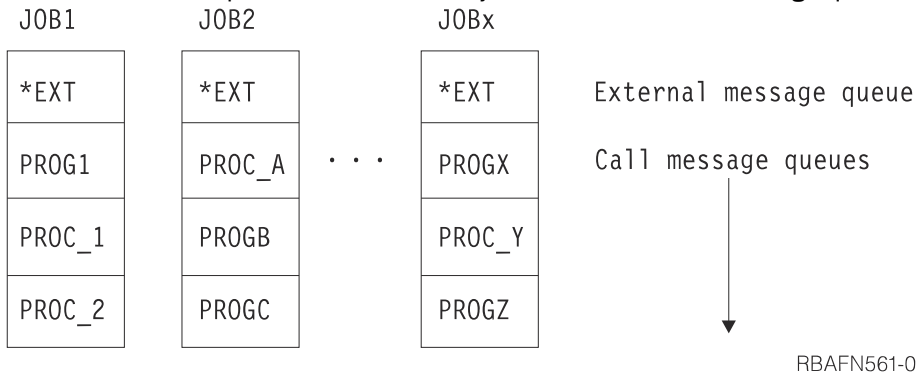 JOB1 JOB2 JOBx
*EXT *EXT *EXT External message queue
PROG1 PROC_A . . . PROGX Call message queues
PROC_1 PROGB PROC_Y
PROC_2 PROGC PROGZ
RBAFN561-0